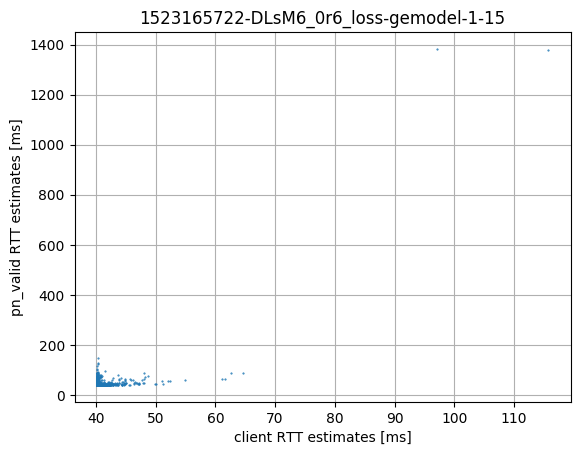 1523165722-DLsM6_0r6_loss-gemodel-1-15
1400
1200
1000
800
600
400
200
0
pn_valid RTT estimates [ms]
40 50 60 70 80 90 100 110
client RTT estimates [ms]